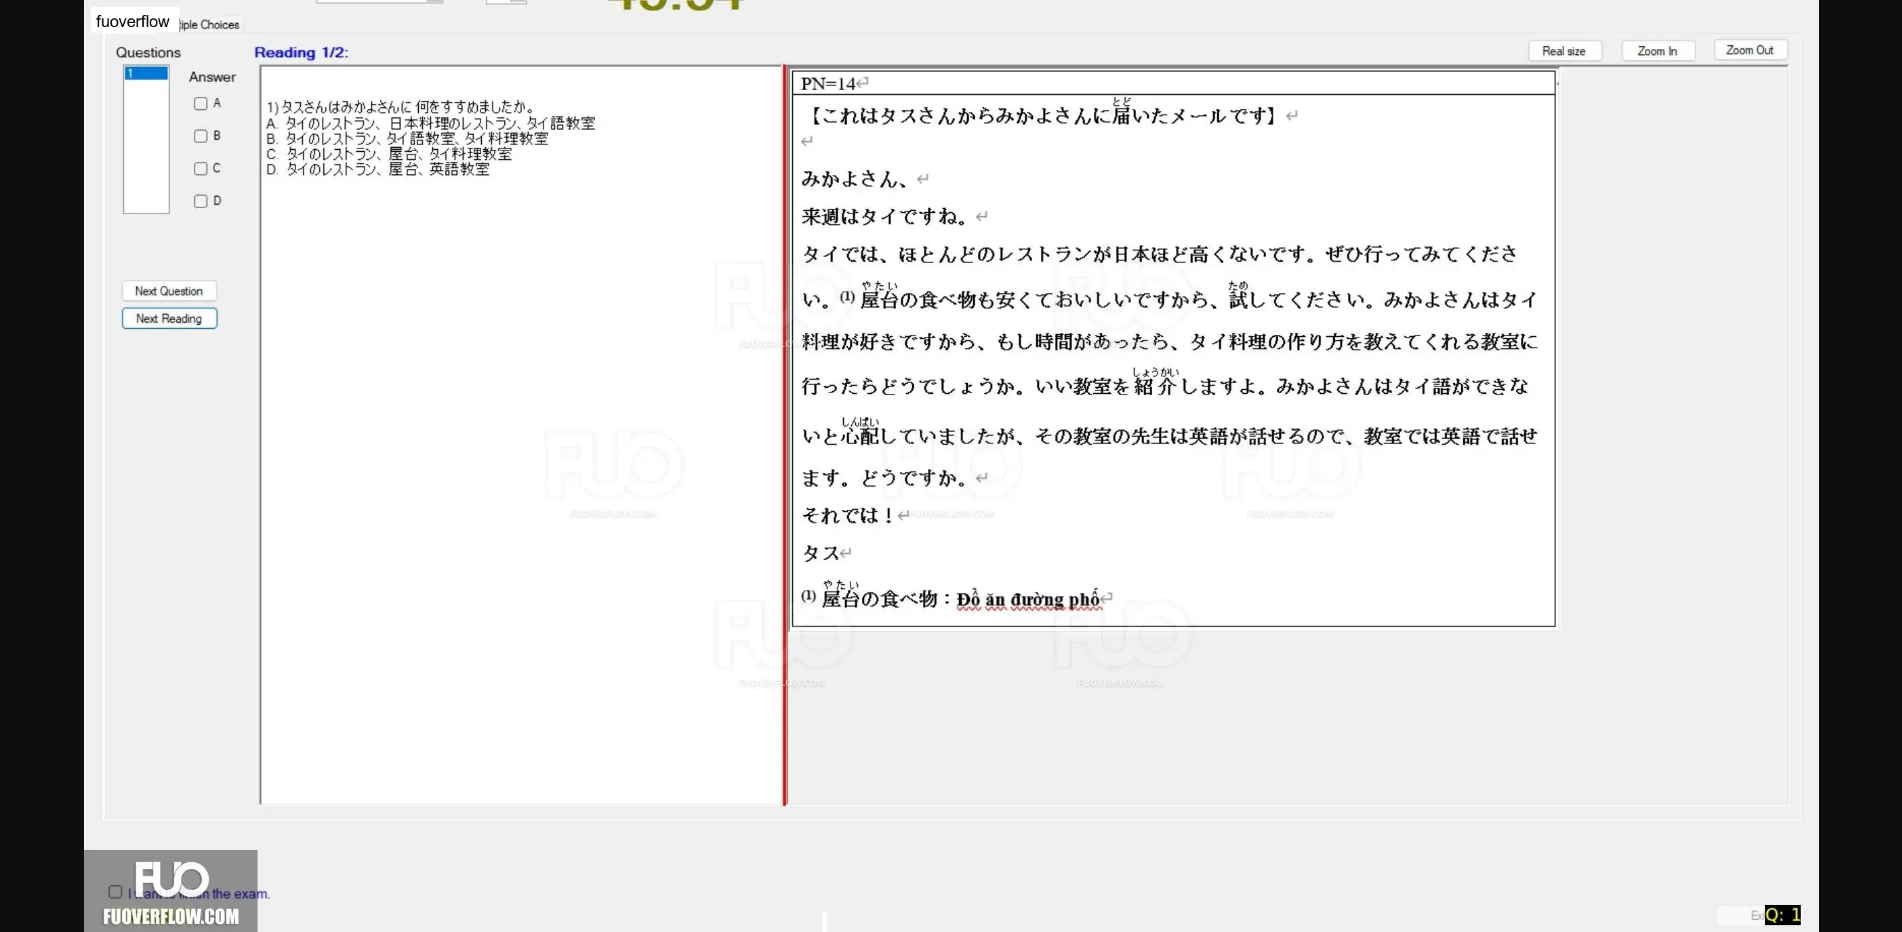 fuoverflow
iple Choices
Questions
Reading 1/2:
Real size
Zoom In
Zoom Out
1
Answer
A
B
C
D
Next Question
Next Reading
1) タスさんはみかよさんに 何をすすめましたか。
A. タイのレストラン、日本料理のレストラン、タイ語教室
B. タイのレストラン、タイ語教室、タイ料理教室
C. タイのレストラン、屋台、タイ料理教室
D. タイのレストラン、屋台、英語教室
PN=14↵
とど
【これはタスさんからみかよさんに届いたメールです】↵
↵
みかよさん、↵
来週はタイですね。↵
タイでは、ほとんどのレストランが日本ほど高くないです。ぜひ行ってみてくださ
やたい ため
い。(1) 屋台の食べ物も安くておいしいですから、試してください。みかよさんはタイ
料理が好きですから、もし時間があったら、タイ料理の作り方を教えてくれる教室に
しょうかい
行ったらどうでしょうか。いい教室を紹介しますよ。みかよさんはタイ語ができな
しんぱい
いと心配していましたが、その教室の先生は英語が話せるので、教室では英語で話せ
ます。どうですか。↵
それでは！↵
タス↵
やたい
(1) 屋台の食べ物：Đồ ăn đường phố↵
FUO
FUOVERFLOW.COM
FUO
FUOVERFLOW.COM
FUO
FUOVERFLOW.COM
FUO
FUOVERFLOW.COM
FUO
FUOVERFLOW.COM
FUO
FUOVERFLOW.COM
FUO
FUOVERFLOW.COM
the exam.
Q: 1